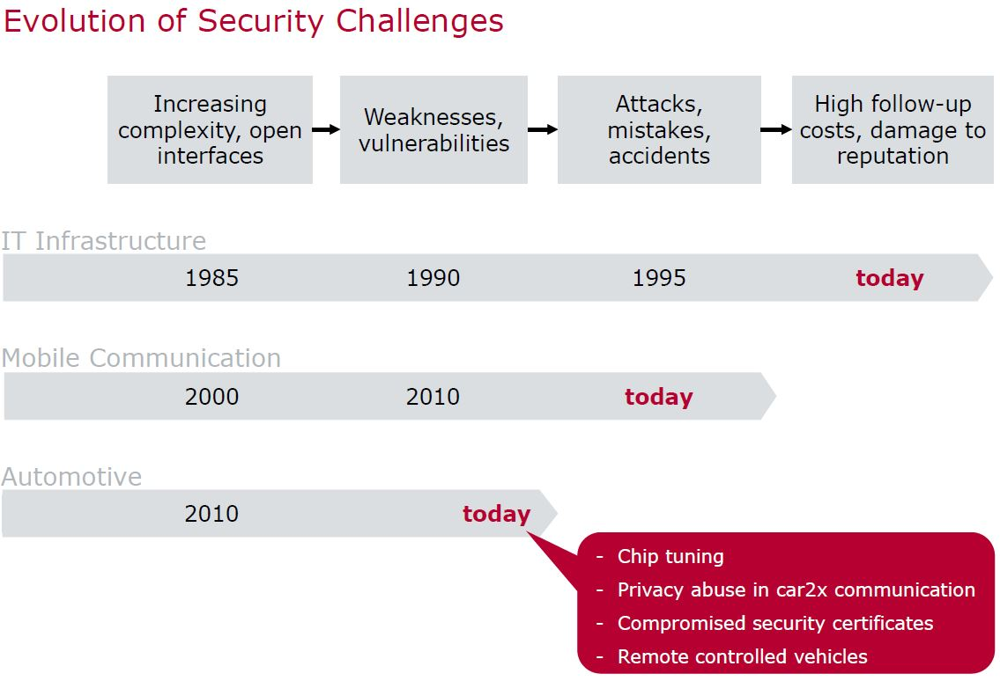 Evolution of Security Challenges
Increasing
complexity, open
interfaces
Weaknesses,
vulnerabilities
Attacks,
mistakes,
accidents
High follow-up
costs, damage to
reputation
IT Infrastructure
1985 1990 1995 today
Mobile Communication
2000 2010 today
Automotive
2010 today
- Chip tuning
- Privacy abuse in car2x communication
- Compromised security certificates
- Remote controlled vehicles